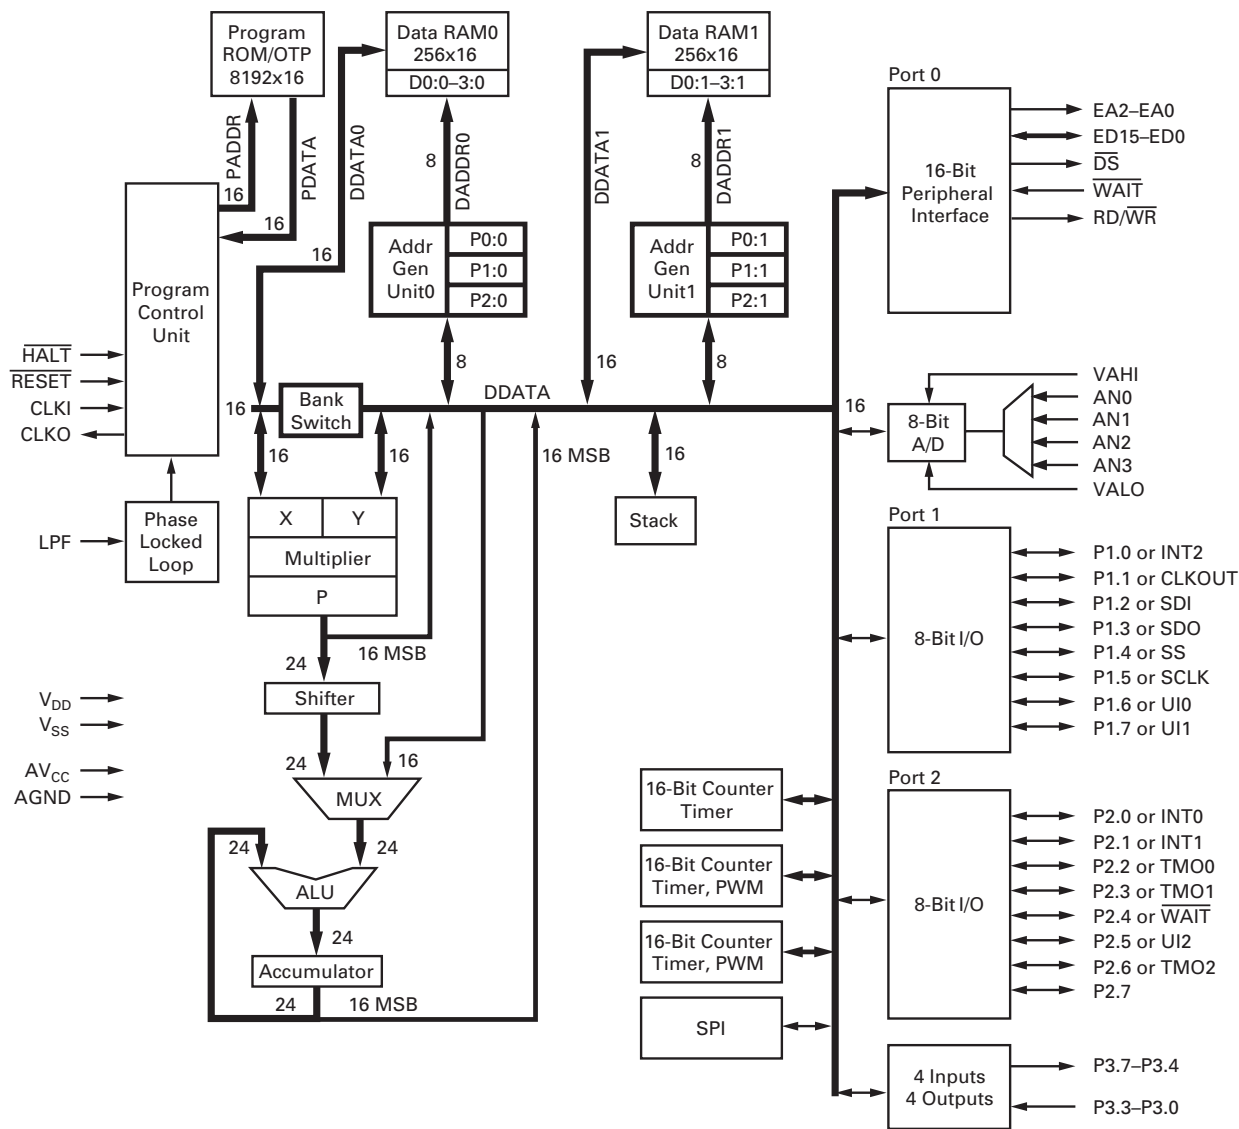 Program
ROM/OTP
8192x16
Data RAM0
256x16
D0:0–3:0
Data RAM1
256x16
D0:1–3:1
PADDR
16
PDATA
16
DDATA0
16
8
DADDR0
DDATA1
16
8
DADDR1
Addr
Gen
Unit0
P0:0
P1:0
P2:0
8
Addr
Gen
Unit1
P0:1
P1:1
P2:1
8
Program
Control
Unit
HALT
RESET
CLKI
CLKO
LPF
Phase
Locked
Loop
16
Bank
Switch
DDATA
16
16
16
16 MSB
16
Stack
X
Y
Multiplier
P
24
16 MSB
Shifter
24
16
MUX
24
24
ALU
24
Accumulator
24
16 MSB
VDD
VSS
AVCC
AGND
Port 0
16-Bit
Peripheral
Interface
EA2–EA0
ED15–ED0
DS
WAIT
RD/WR
8-Bit
A/D
VAHI
AN0
AN1
AN2
AN3
VALO
Port 1
8-Bit I/O
P1.0 or INT2
P1.1 or CLKOUT
P1.2 or SDI
P1.3 or SDO
P1.4 or SS
P1.5 or SCLK
P1.6 or UI0
P1.7 or UI1
Port 2
8-Bit I/O
P2.0 or INT0
P2.1 or INT1
P2.2 or TMO0
P2.3 or TMO1
P2.4 or WAIT
P2.5 or UI2
P2.6 or TMO2
P2.7
16-Bit Counter
Timer
16-Bit Counter
Timer, PWM
16-Bit Counter
Timer, PWM
SPI
4 Inputs
4 Outputs
P3.7–P3.4
P3.3–P3.0